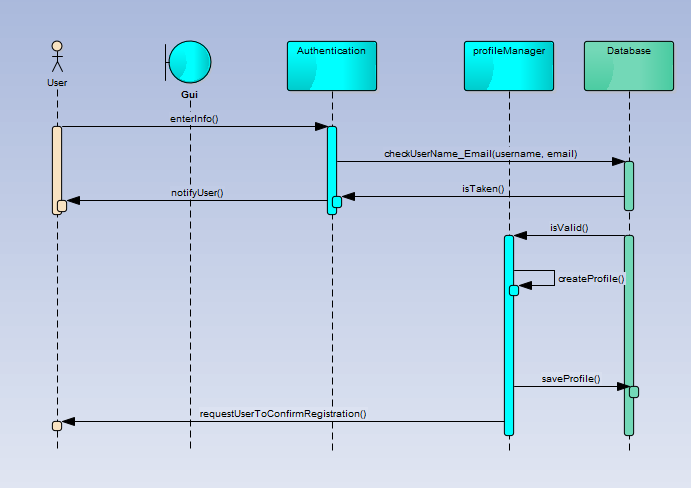 Authentication
profileManager
Database
User
Gui
enterInfo()
checkUserName_Email(username, email)
notifyUser()
isTaken()
isValid()
createProfile()
saveProfile()
requestUserToConfirmRegistration()